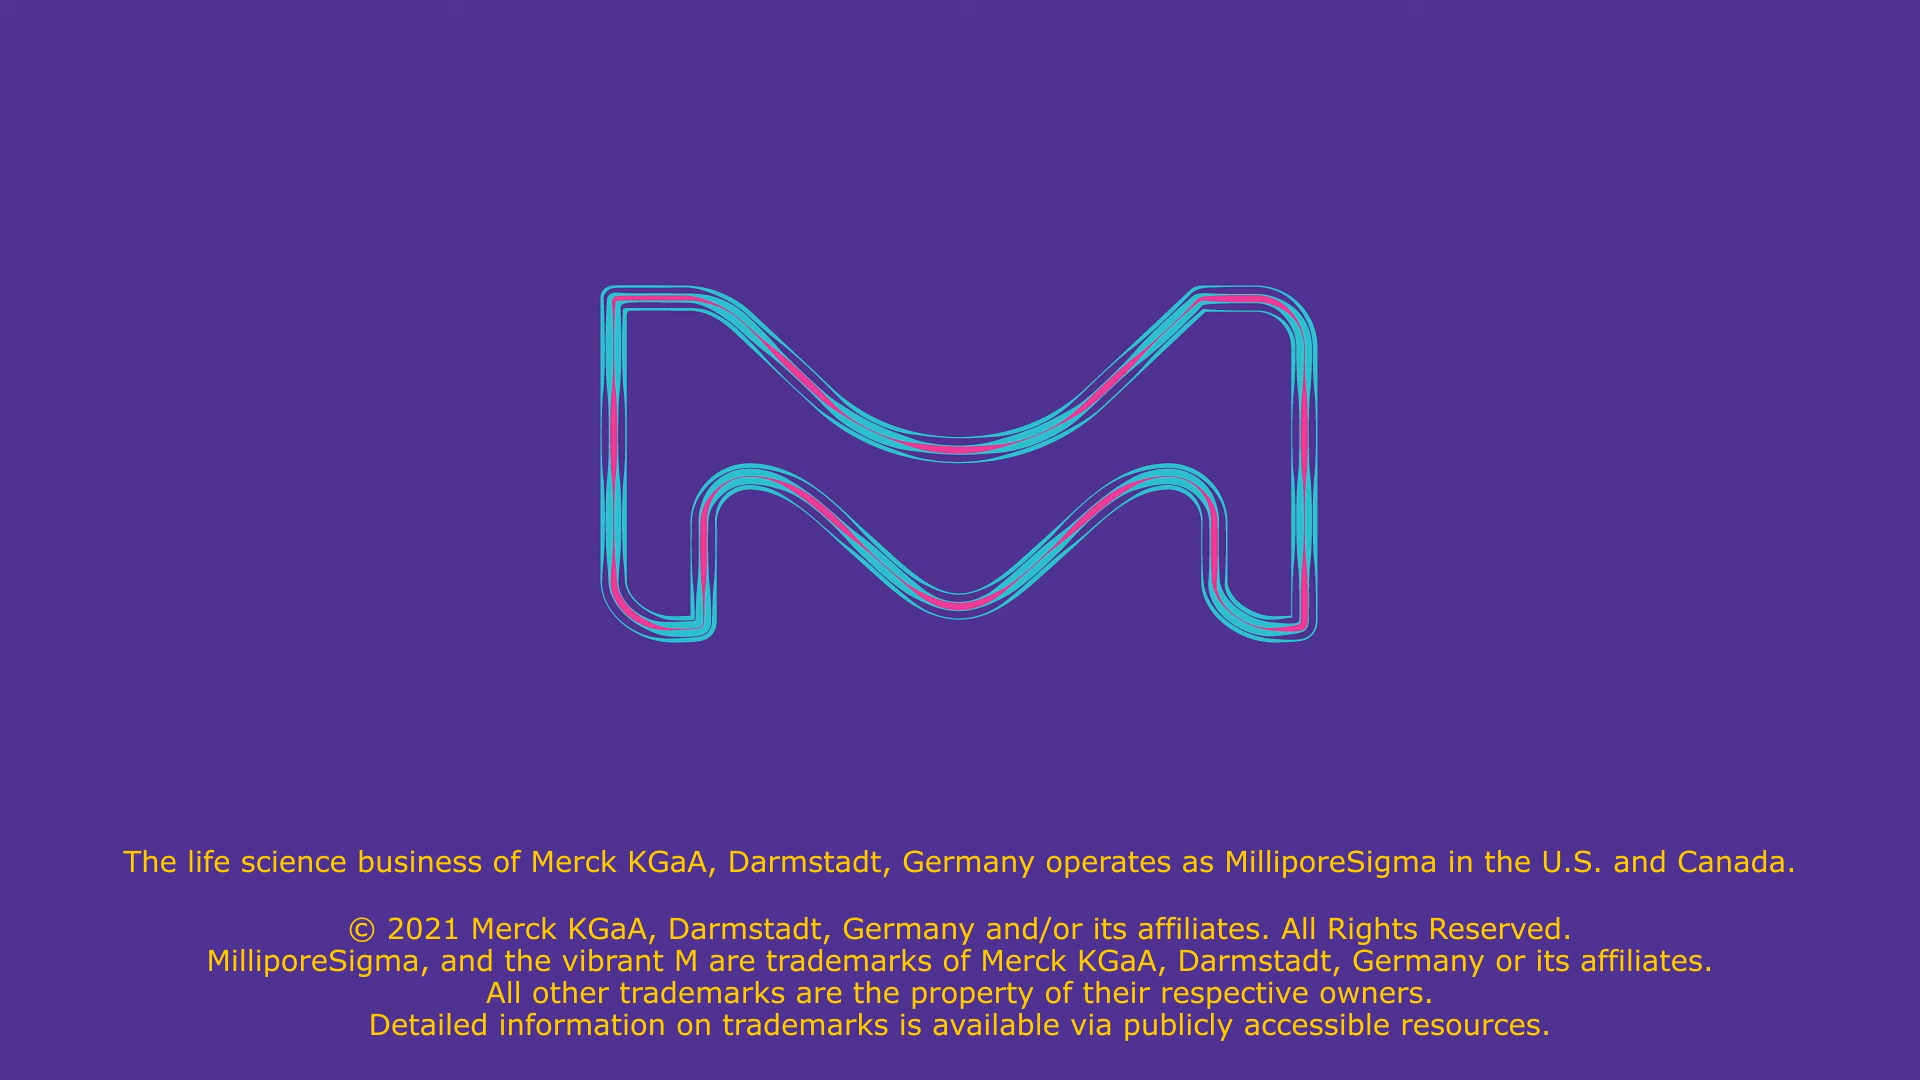 The life science business of Merck KGaA, Darmstadt, Germany operates as MilliporeSigma in the U.S. and Canada.
© 2021 Merck KGaA, Darmstadt, Germany and/or its affiliates. All Rights Reserved.
MilliporeSigma, and the vibrant M are trademarks of Merck KGaA, Darmstadt, Germany or its affiliates.
All other trademarks are the property of their respective owners.
Detailed information on trademarks is available via publicly accessible resources.